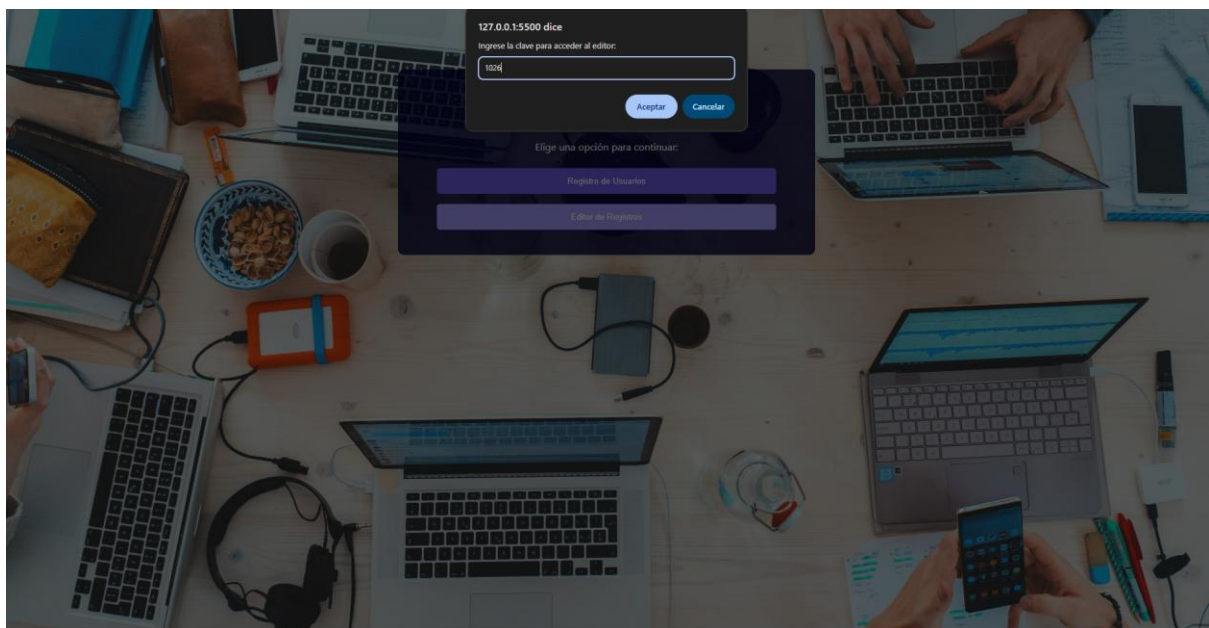 127.0.0.1:5500 dice
Ingrese la clave para acceder al editor:
1026
Aceptar Cancelar
Elige una opción para continuar:
Registro de Usuarios
Editor de Registros